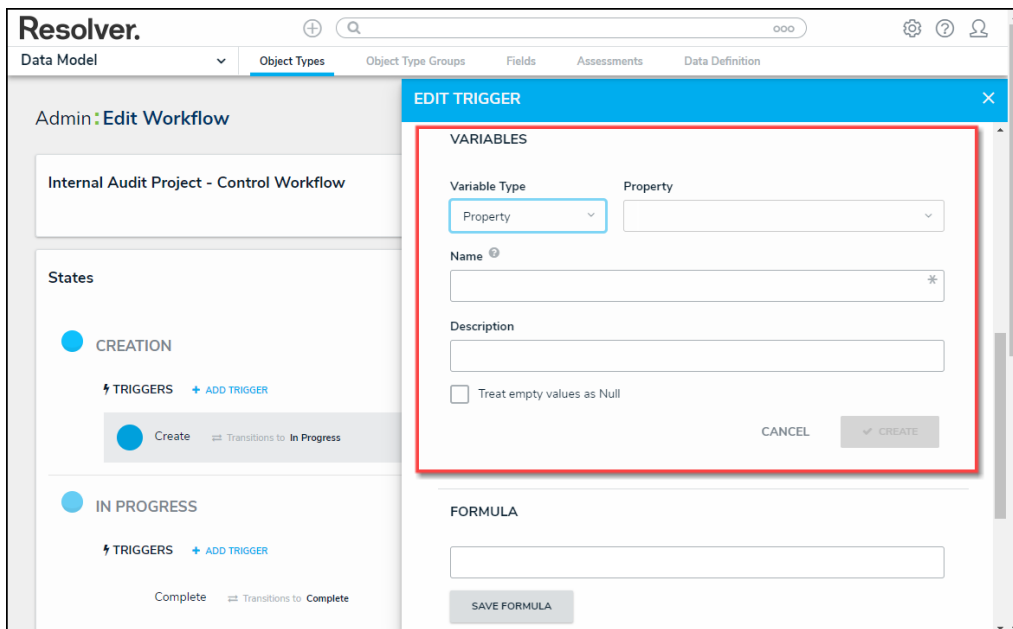 Resolver.
Data Model
Object Types
Object Type Groups
Fields
Assessments
Data Definition
Admin:Edit Workflow
Internal Audit Project - Control Workflow
States
CREATION
TRIGGERS + ADD TRIGGER
Create Transitions to In Progress
IN PROGRESS
TRIGGERS + ADD TRIGGER
Complete Transitions to Complete
EDIT TRIGGER
VARIABLES
Variable Type Property
Property
Name
*
Description
Treat empty values as Null
CANCEL CREATE
FORMULA
SAVE FORMULA